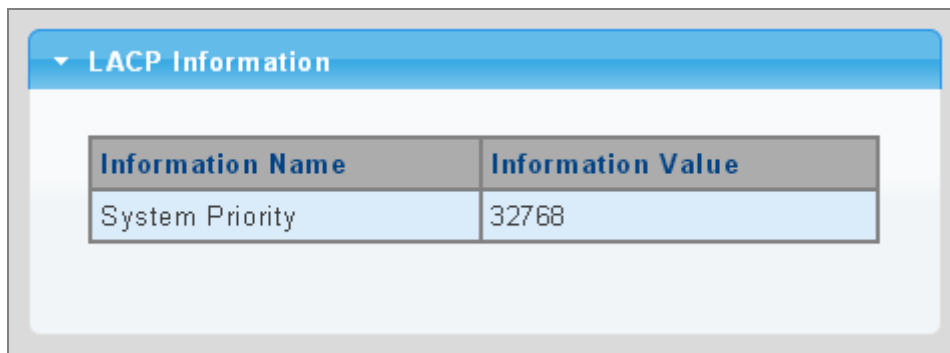 LACP Information
Information Name Information Value
System Priority 32768